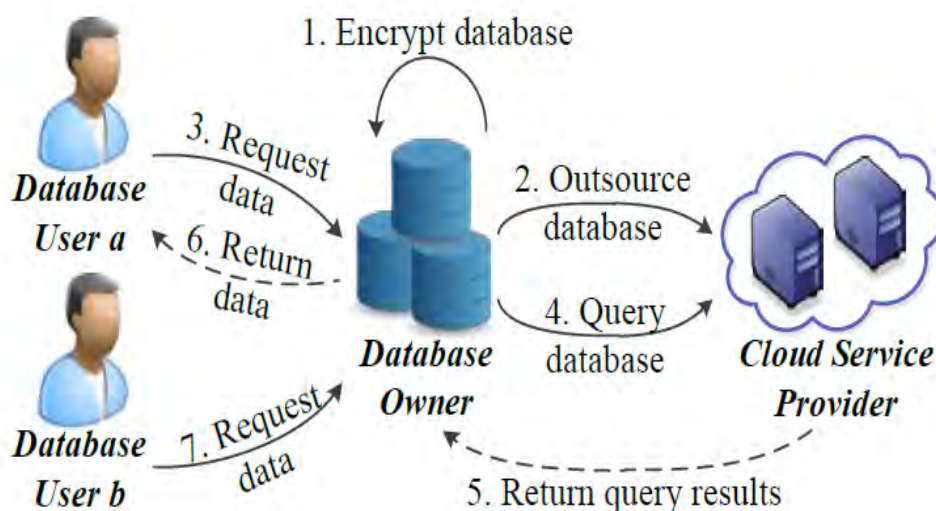 1. Encrypt database
3. Request
data
Database
User a
6. Return
data
2. Outsource
database
4. Query
database
Database
Owner
Cloud Service
Provider
7. Request
data
Database
User b
5. Return query results